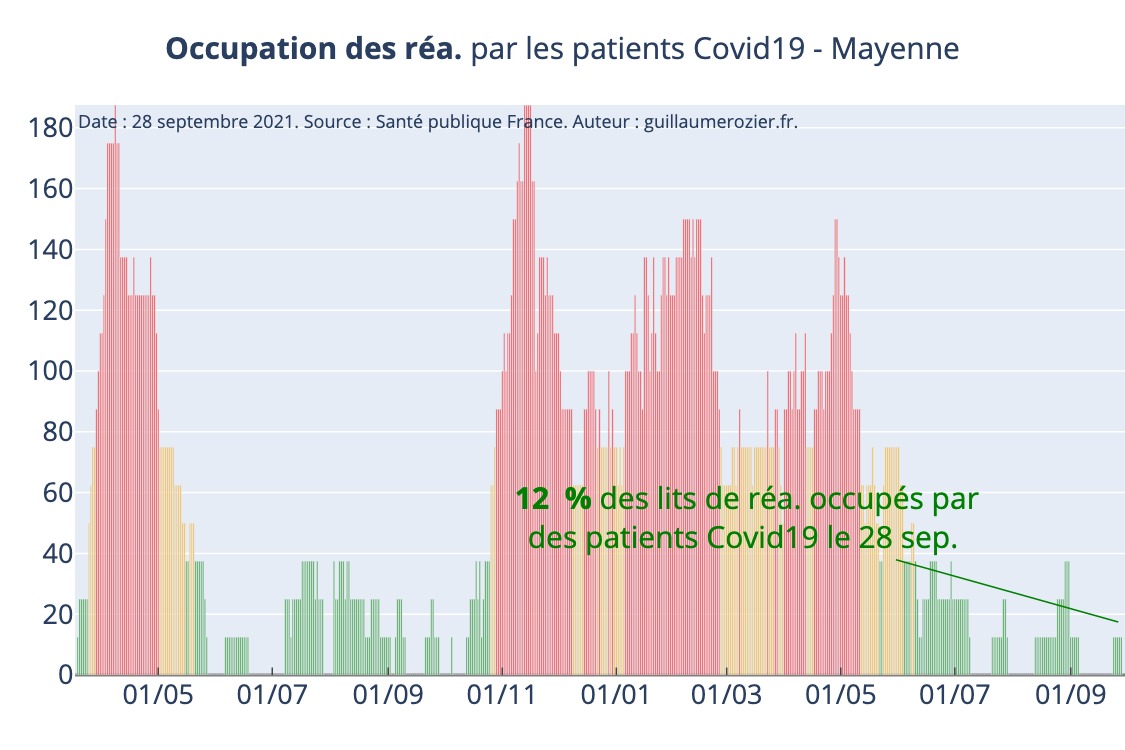 Occupation des réa. par les patients Covid19 - Mayenne
Date : 28 septembre 2021. Source : Santé publique France. Auteur : guillaumerozier.fr.
180
160
140
120
100
80
60
40
20
0
12 % des lits de réa. occupés par
des patients Covid19 le 28 sep.
01/05 01/07 01/09 01/11 01/01 01/03 01/05 01/07 01/09